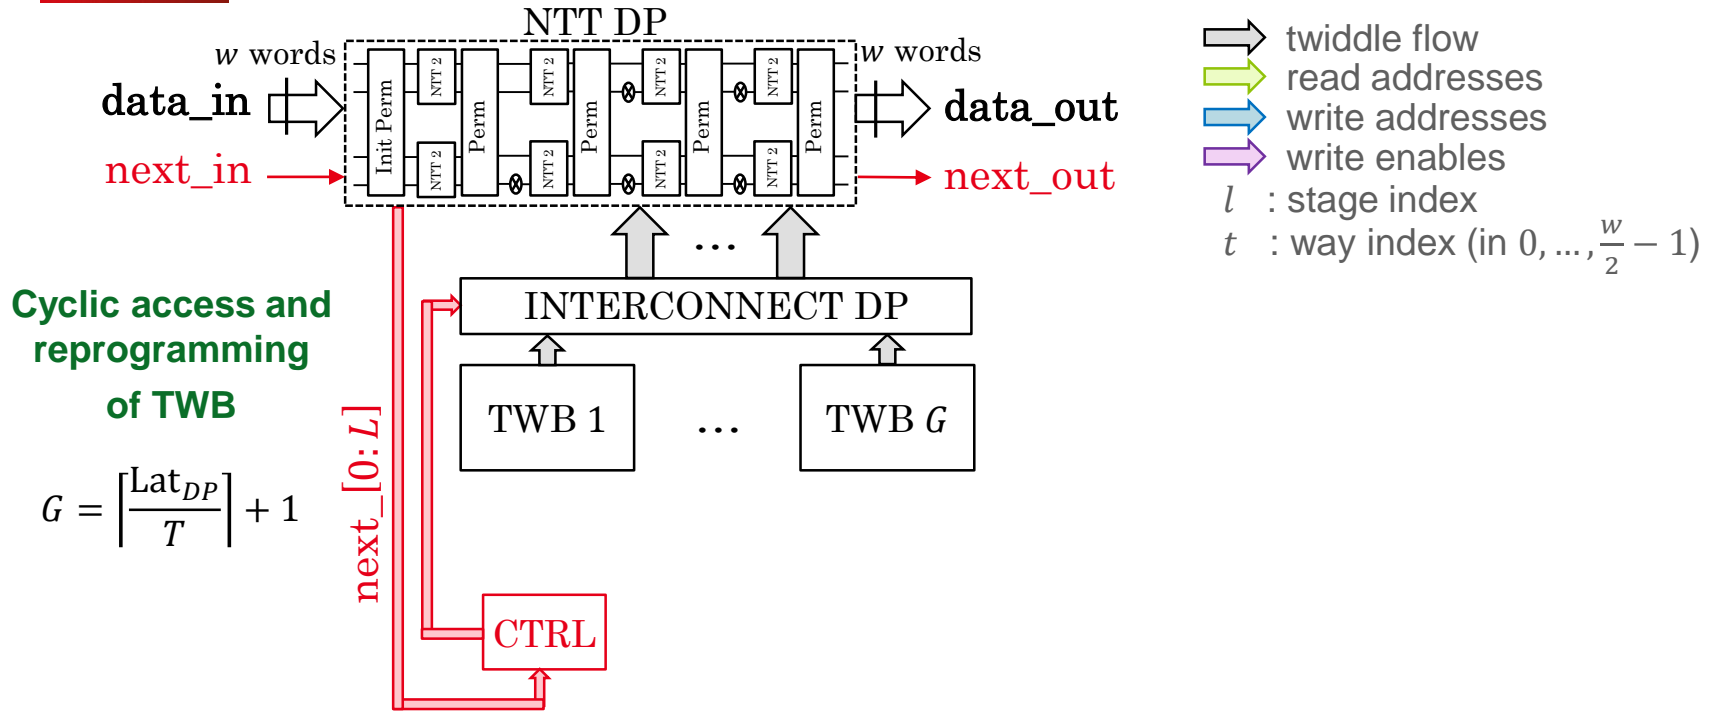 NTT DP
w words
w words
data_in
data_out
next_in
next_out
Init Perm
NTT 2
NTT 2
Perm
NTT 2
NTT 2
Perm
NTT 2
NTT 2
Perm
NTT 2
NTT 2
Perm
...
INTERCONNECT DP
TWB 1
...
TWB G
next_[0: L]
CTRL
Cyclic access and
reprogramming
of TWB
G = ⌈Lat_DP / T⌉ + 1
twiddle flow
read addresses
write addresses
write enables
l : stage index
t : way index (in 0, ..., w/2 − 1)